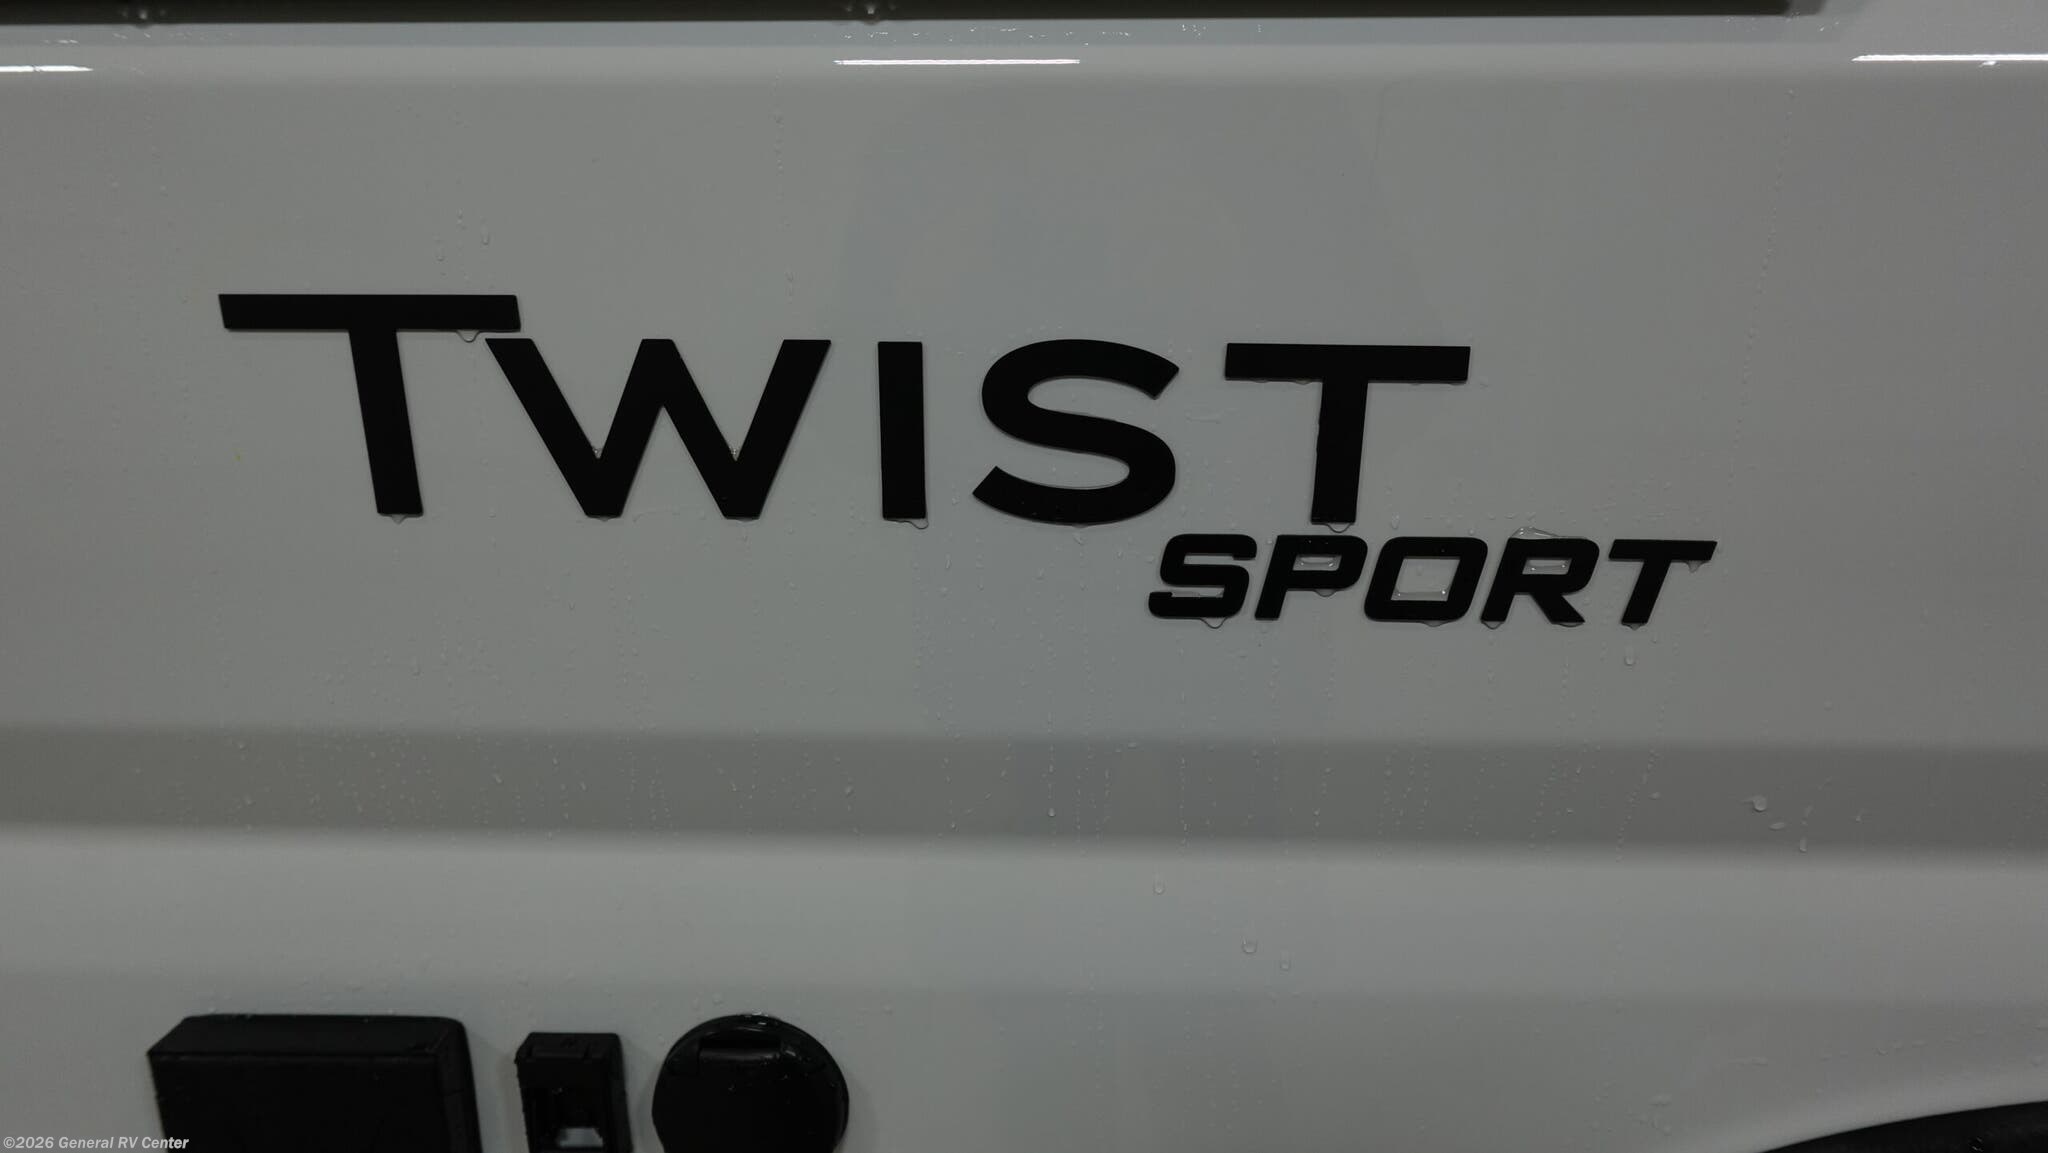 TWIST
SPORT
©2026 General RV Center